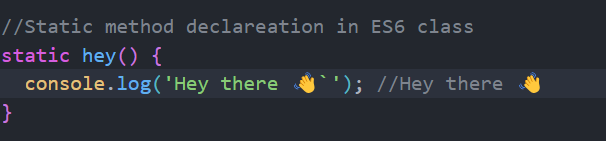 //Static method declareation in ES6 class
static hey() {
  console.log('Hey there 👋`'); //Hey there 👋
}